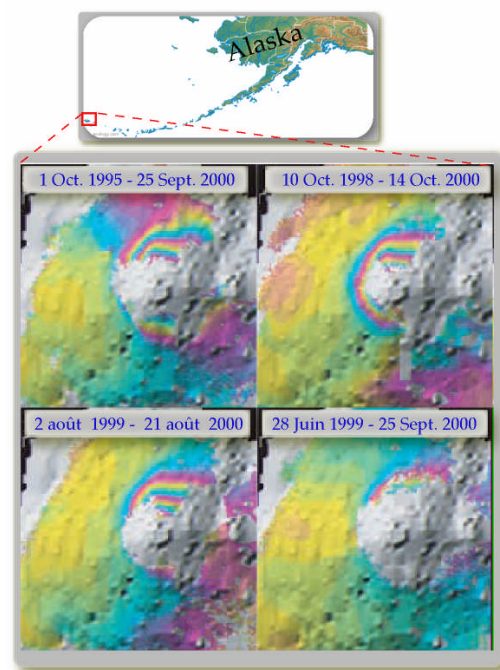 Alaska
1 Oct. 1995 - 25 Sept. 2000
10 Oct. 1998 - 14 Oct. 2000
2 août 1999 - 21 août 2000
28 Juin 1999 - 25 Sept. 2000